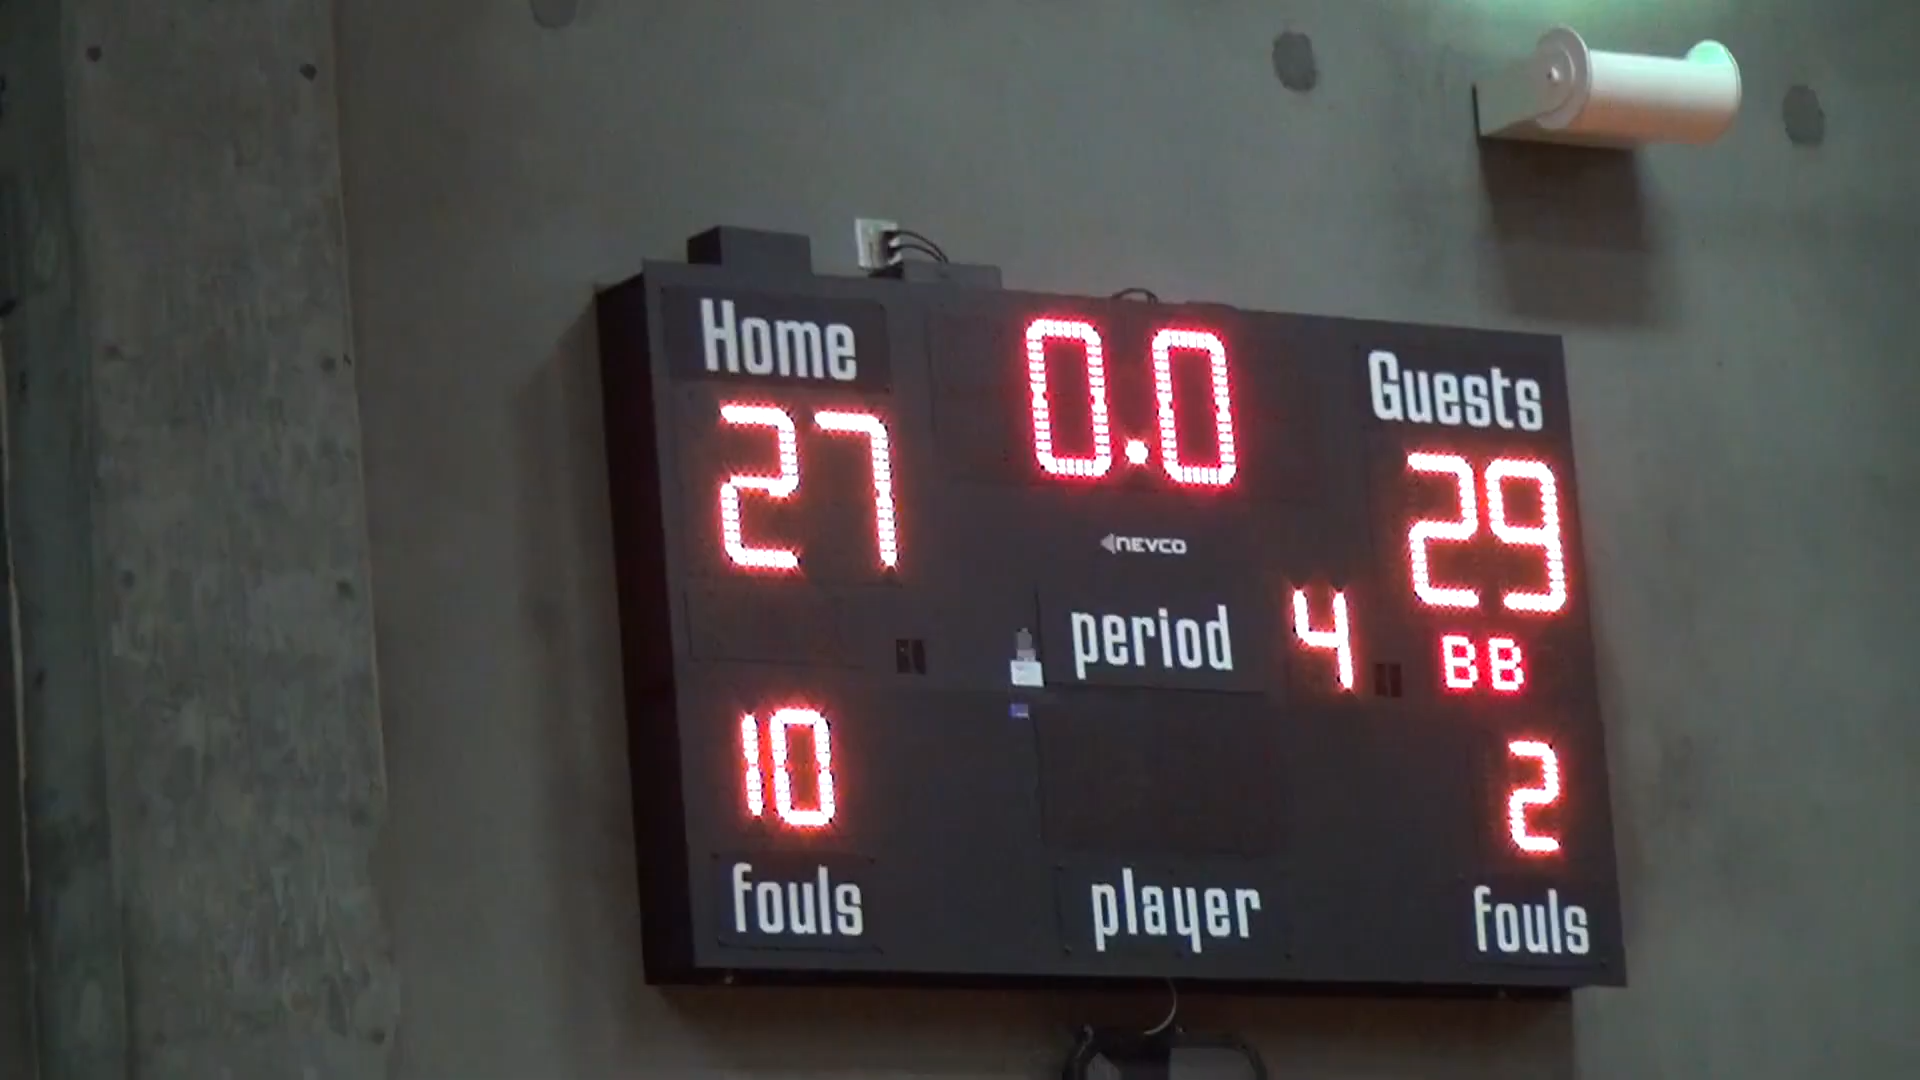 Home 0.0 Guests
27 29
NEVCO
period 4 BB
10 2
fouls player fouls